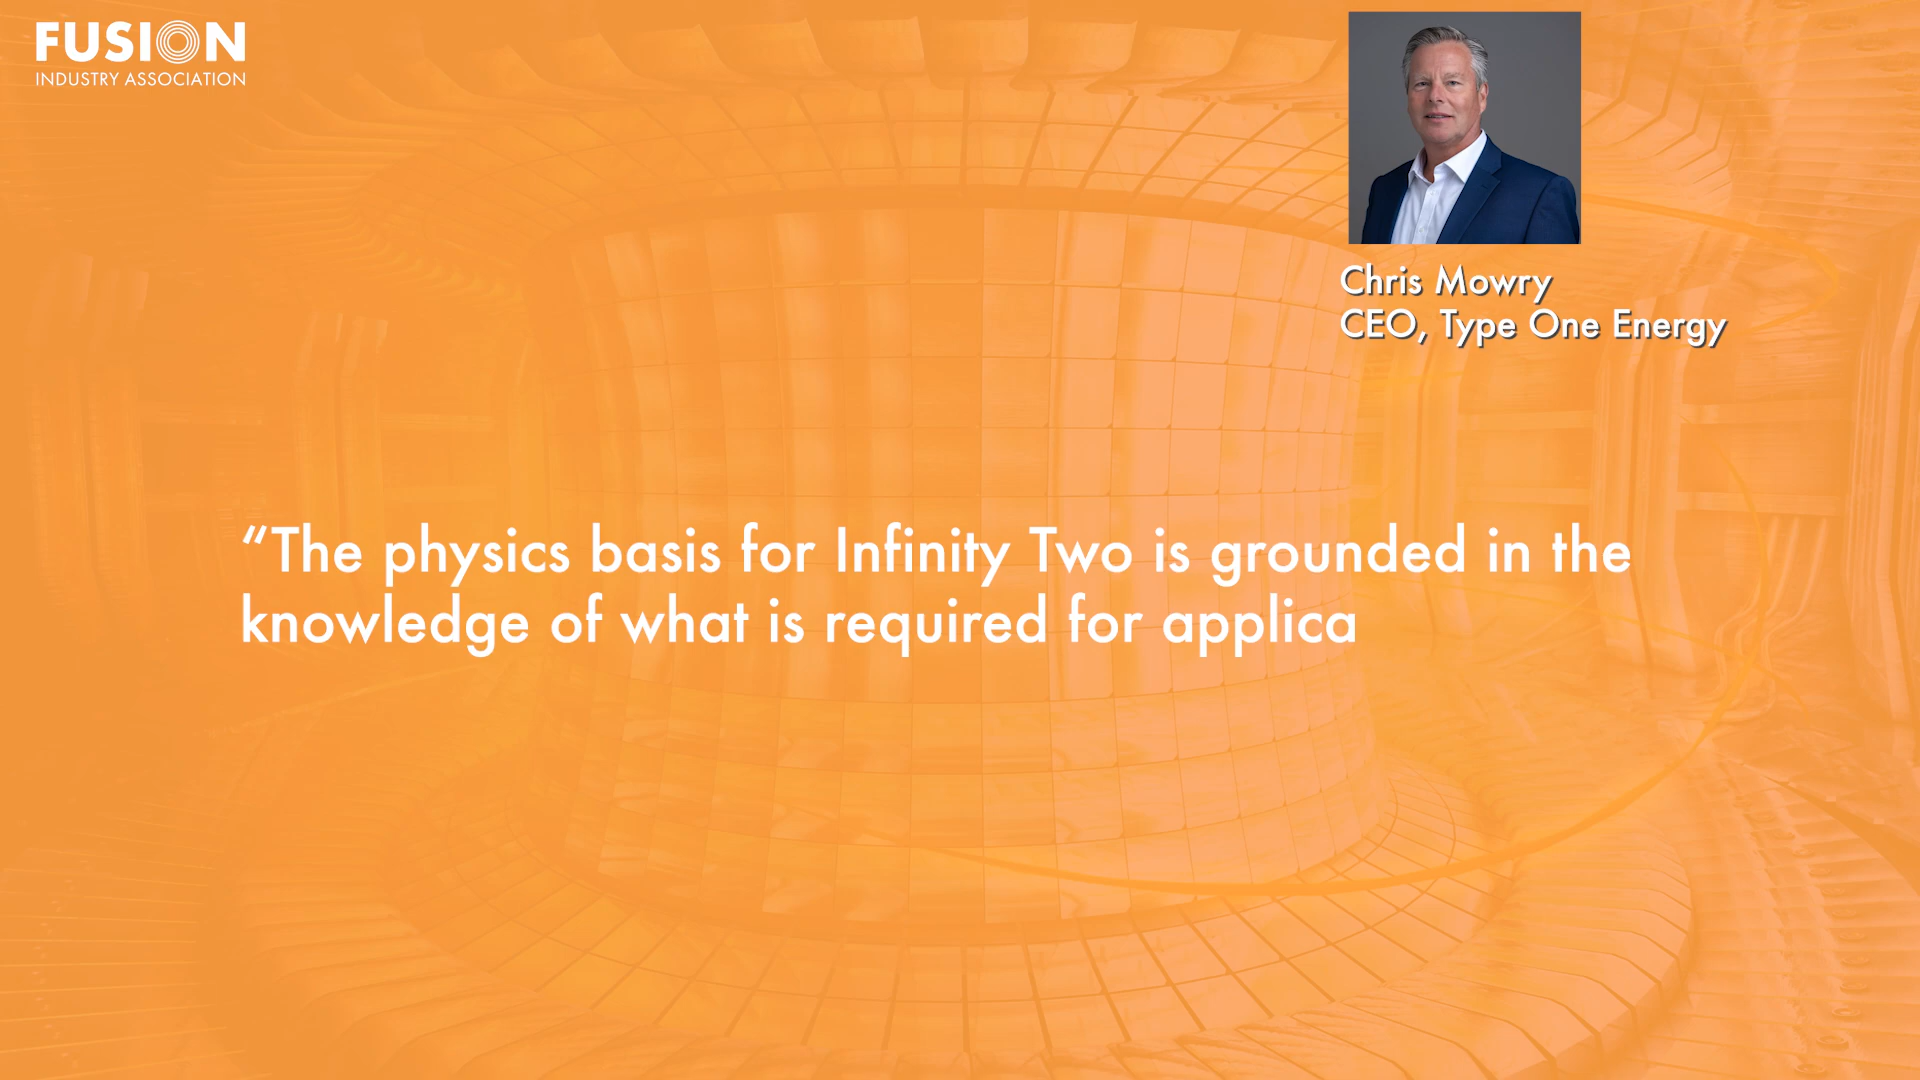 FUSION
INDUSTRY ASSOCIATION
Chris Mowry
CEO, Type One Energy
“The physics basis for Infinity Two is grounded in the
knowledge of what is required for applica